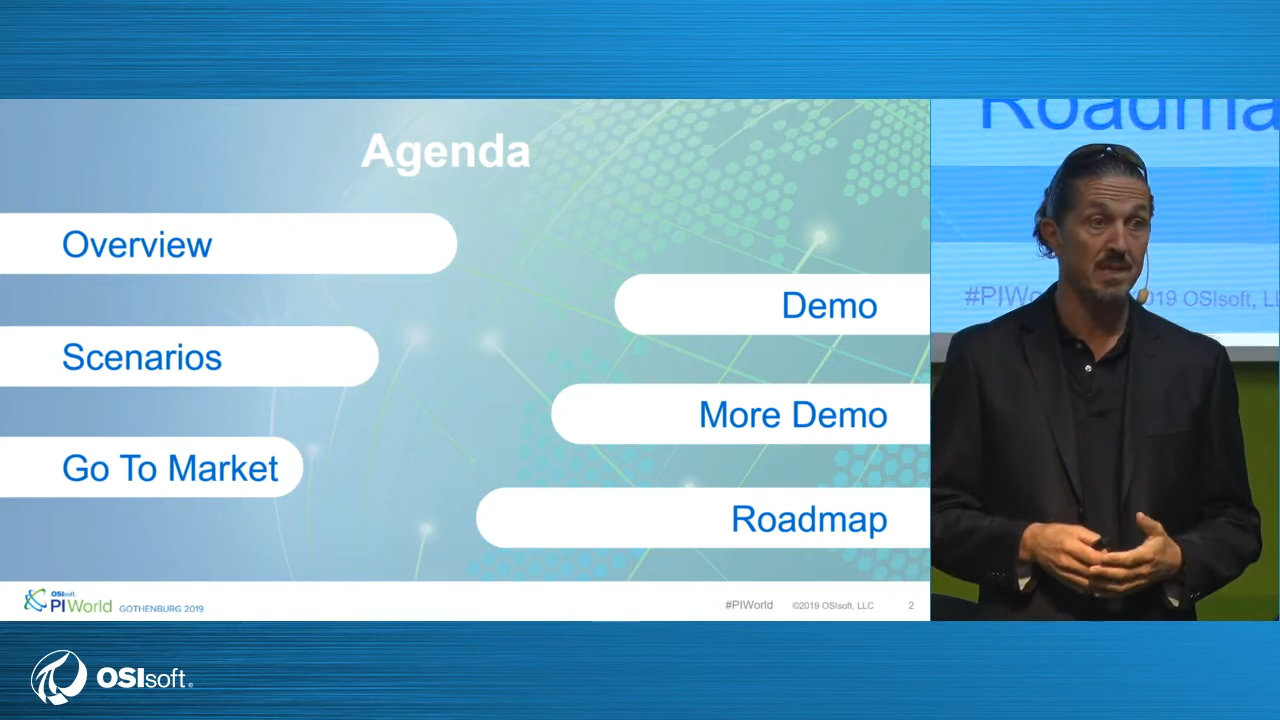 Agenda
Overview
Demo
Scenarios
More Demo
Go To Market
Roadmap
OSIsoft.
PI World GOTHENBURG 2019
#PIWorld ©2019 OSIsoft, LLC 2
Roadma
#PIWo 019 OSIsoft, LL
OSIsoft.